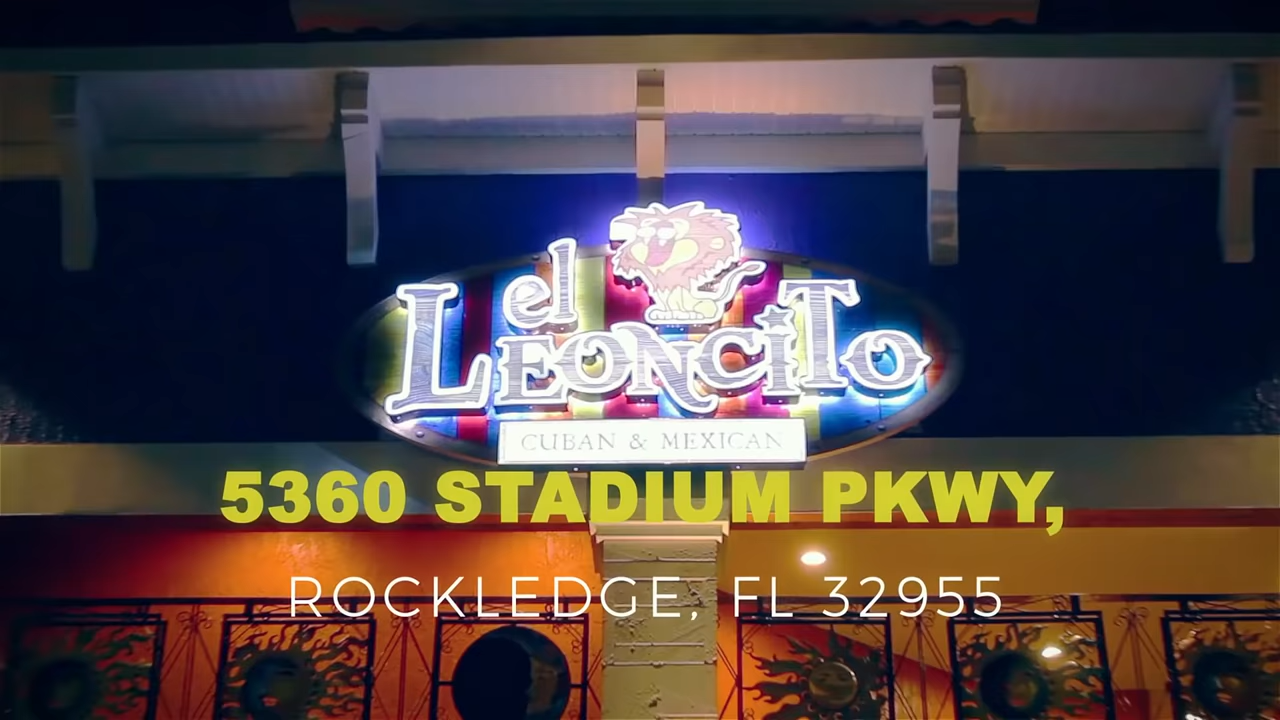 el
LEONCiTo
CUBAN & MEXICAN
5360 STADIUM PKWY,
ROCKLEDGE, FL 32955